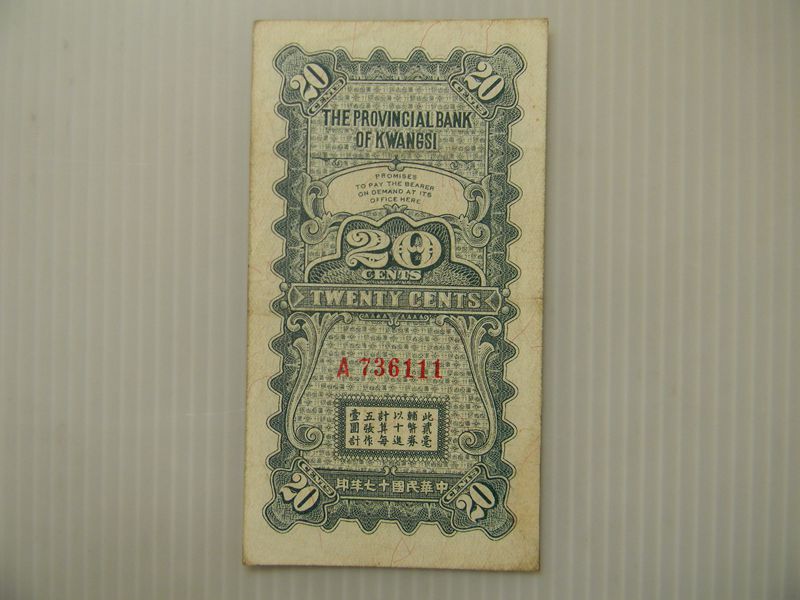 20
CENTS
20
CENTS
THE PROVINCIAL BANK
OF KWANGSI
PROMISES
TO PAY THE BEARER
ON DEMAND AT ITS
OFFICE HERE
20
CENTS
TWENTY CENTS
A 736111
此貳毫
輔幣券
以十進
計算每
五張作
壹圓計
中華民國十七年印
CENTS
20
CENTS
20